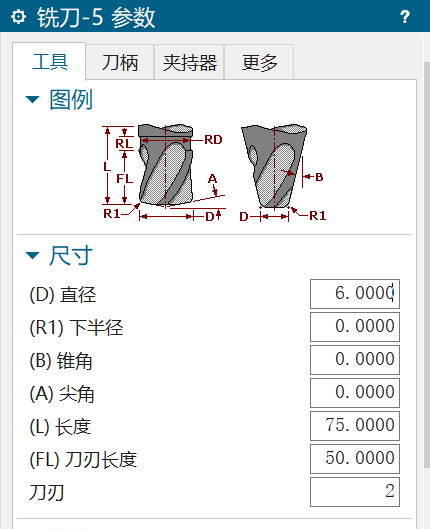 铣刀-5 参数 ?
工具 刀柄 夹持器 更多
图例
RL RD
L FL A B
R1 D D R1
尺寸
(D) 直径 6.0000
(R1) 下半径 0.0000
(B) 锥角 0.0000
(A) 尖角 0.0000
(L) 长度 75.0000
(FL) 刀刃长度 50.0000
刀刃 2